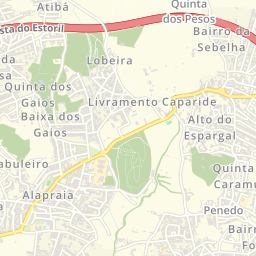 Atibá
Quinta
dos Pesos
sta do Estoril
Bairro da
Sebelha
Lobeira
Quinta dos
Gaios
Livramento
Caparide
Baixa dos
Gaios
Alto do
Espargal
abuleiro
Quinta
Caramu
Alapraia
Penedo
Bairr
Fo